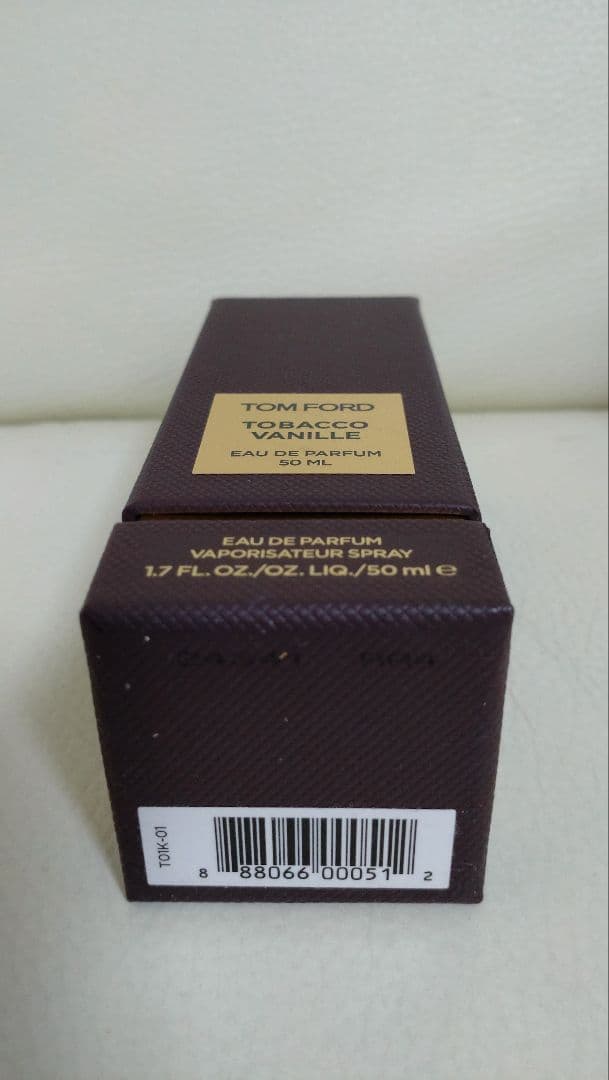 TOM FORD
TOBACCO
VANILLE
EAU DE PARFUM
50 ML
EAU DE PARFUM
VAPORISATEUR SPRAY
1.7 FL. OZ./OZ. LIQ./50 ml ℮
T01K-01
8 88066 00051 2